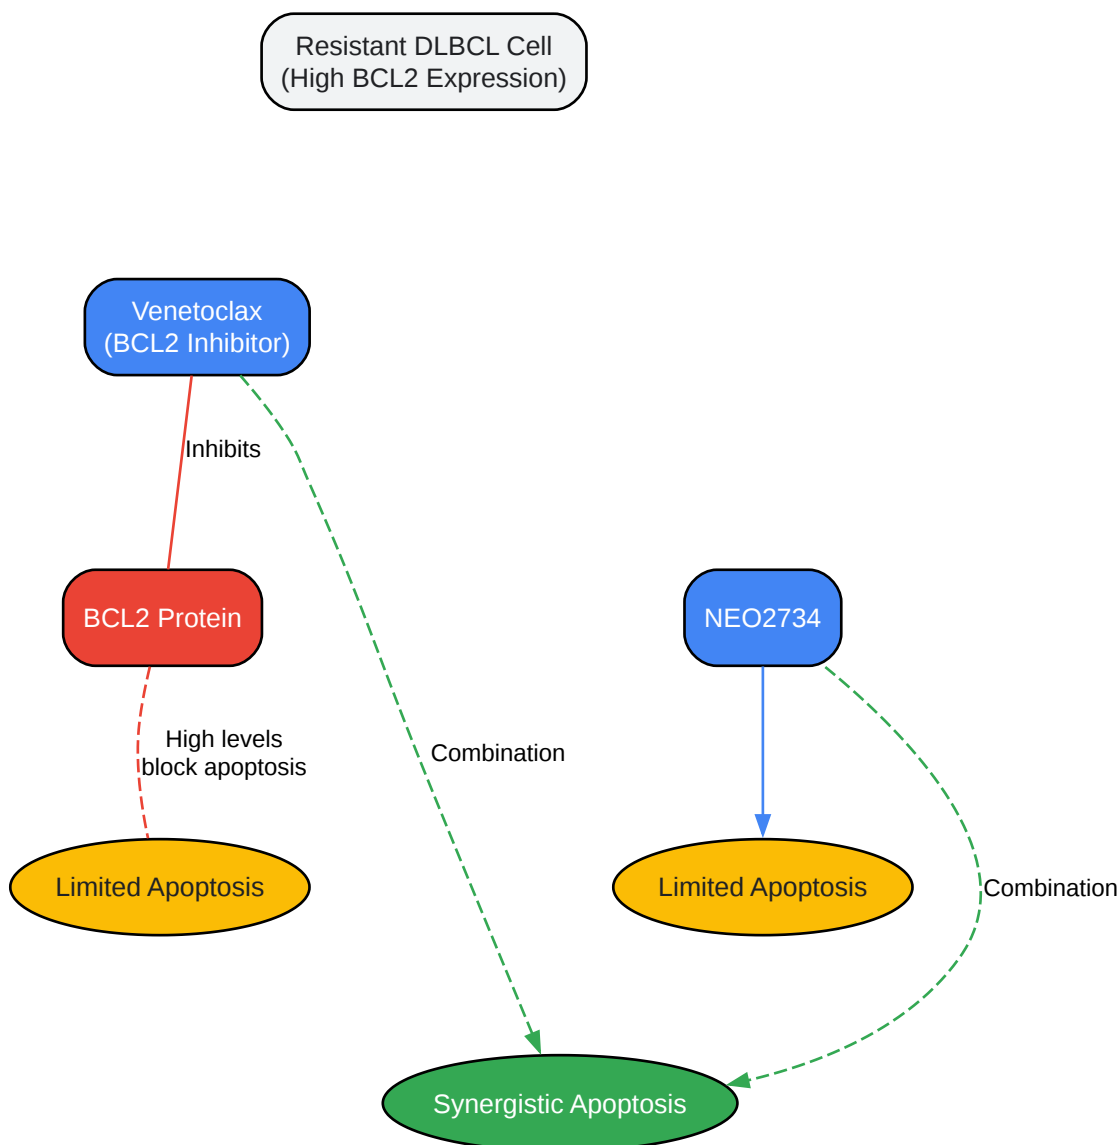 Resistant DLBCL Cell
(High BCL2 Expression)
Venetoclax
(BCL2 Inhibitor)
Inhibits
BCL2 Protein
NEO2734
High levels
block apoptosis
Combination
Limited Apoptosis
Limited Apoptosis
Combination
Synergistic Apoptosis